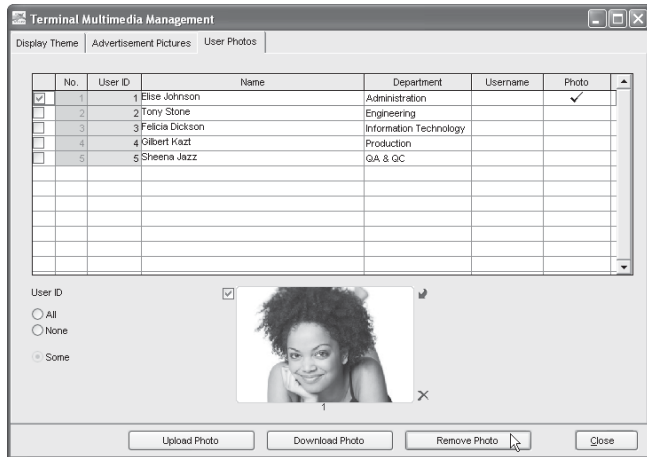 Terminal Multimedia Management
Display Theme Advertisement Pictures User Photos
No. User ID Name Department Username Photo
1 1 Elise Johnson Administration
2 2 Tony Stone Engineering
3 3 Felicia Dickson Information Technology
4 4 Gilbert Kazt Production
5 5 Sheena Jazz QA & QC
User ID
All
None
Some
1
Upload Photo Download Photo Remove Photo Close